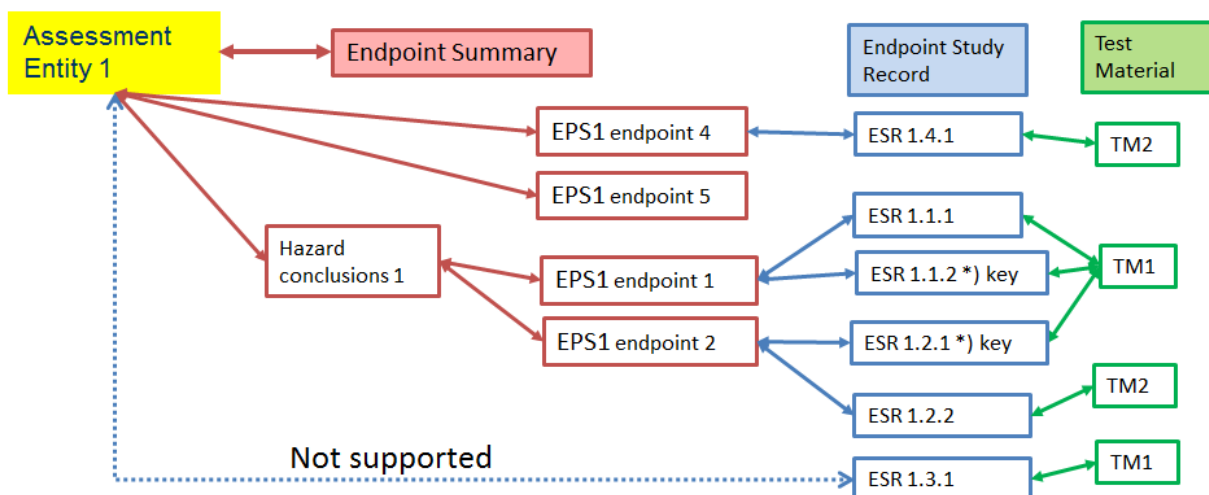 Assessment
Entity 1
Endpoint Summary
Endpoint Study
Record
Test
Material
EPS1 endpoint 4
ESR 1.4.1
TM2
EPS1 endpoint 5
ESR 1.1.1
Hazard
conclusions 1
EPS1 endpoint 1
ESR 1.1.2 *) key
TM1
EPS1 endpoint 2
ESR 1.2.1 *) key
TM2
ESR 1.2.2
Not supported
ESR 1.3.1
TM1